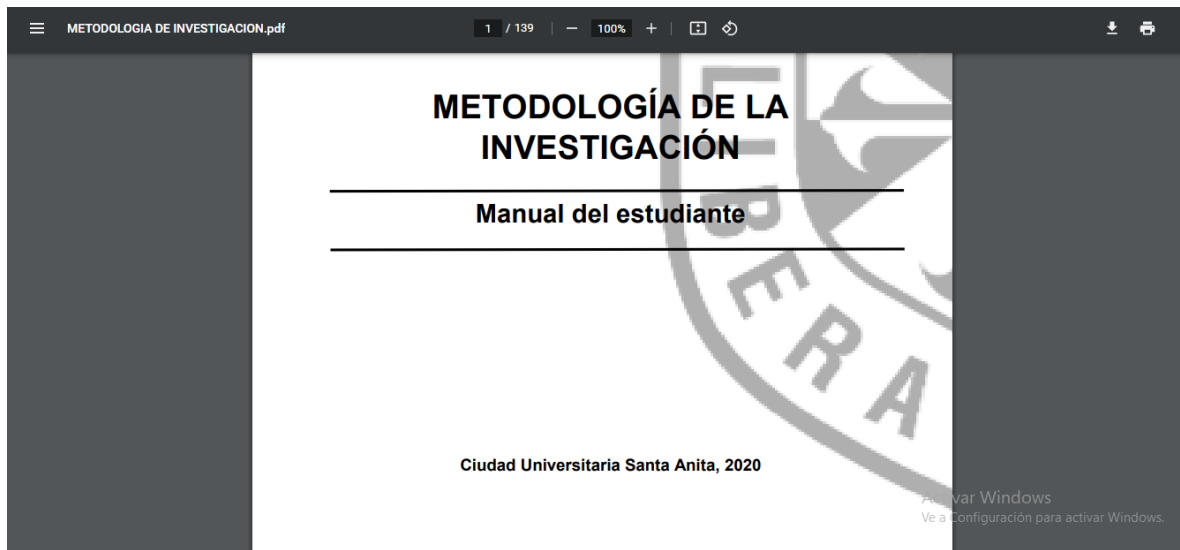 METODOLOGIA DE INVESTIGACION.pdf
1 / 139
100%
METODOLOGÍA DE LA
INVESTIGACIÓN
Manual del estudiante
LIBERA
Ciudad Universitaria Santa Anita, 2020
Activar Windows
Ve a Configuración para activar Windows.